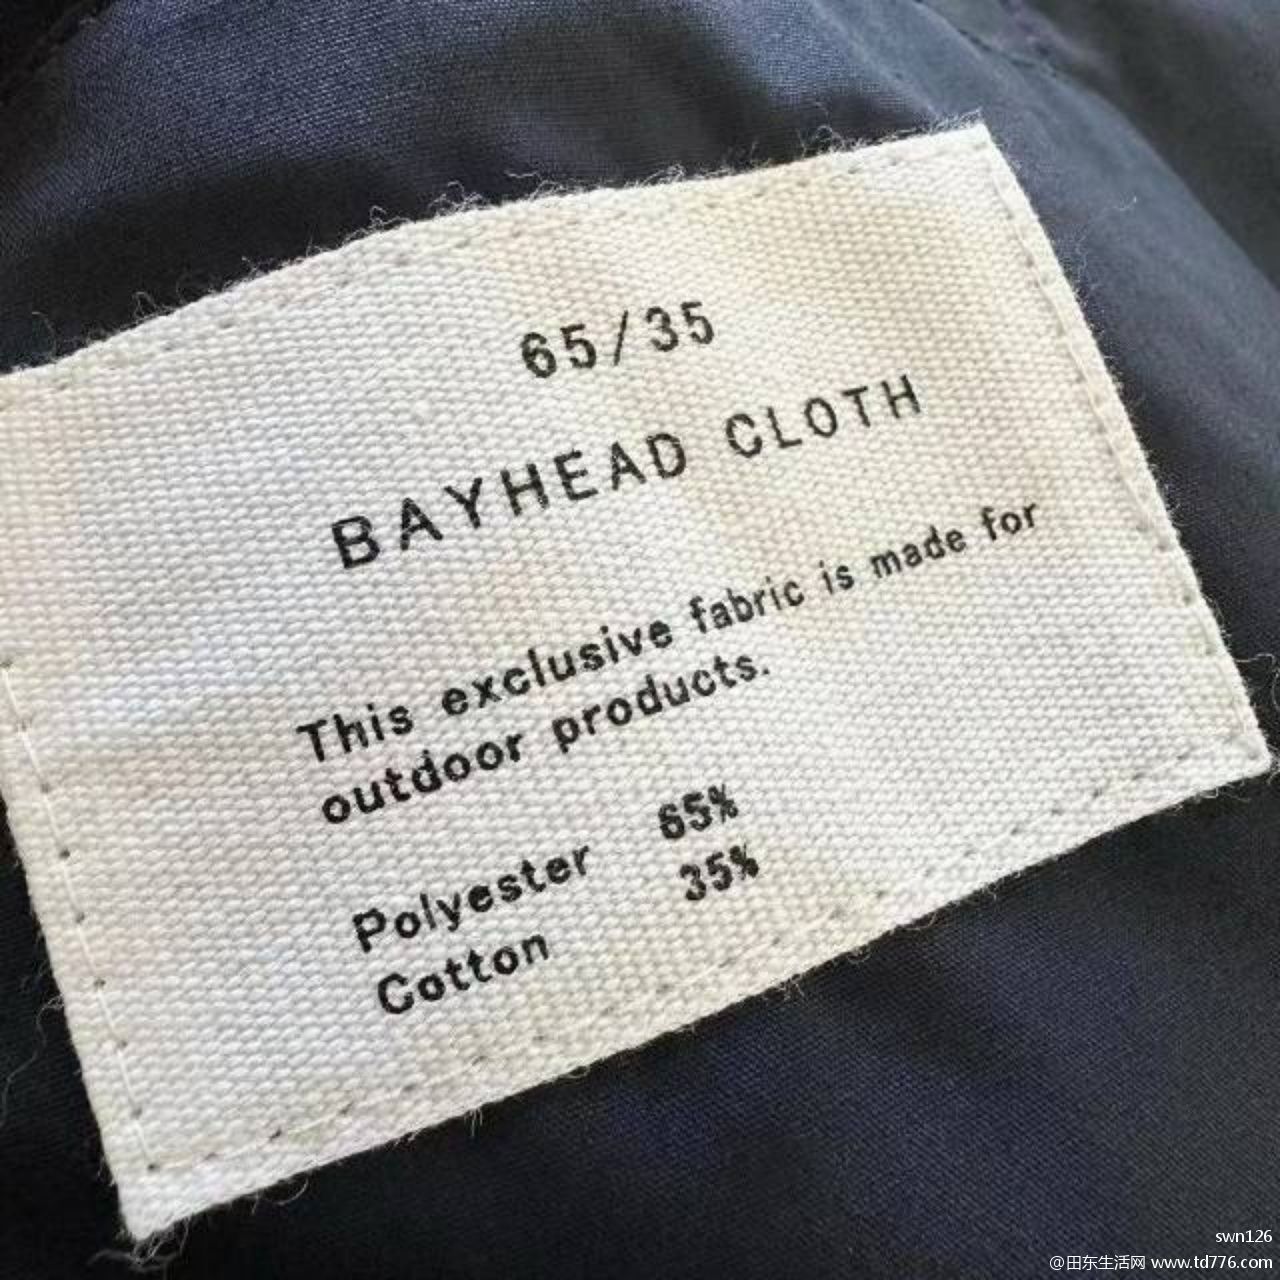 65/35
BAYHEAD CLOTH
This exclusive fabric is made for
outdoor products.
Polyester 65%
Cotton 35%
swn126
@田东生活网 www.td776.com